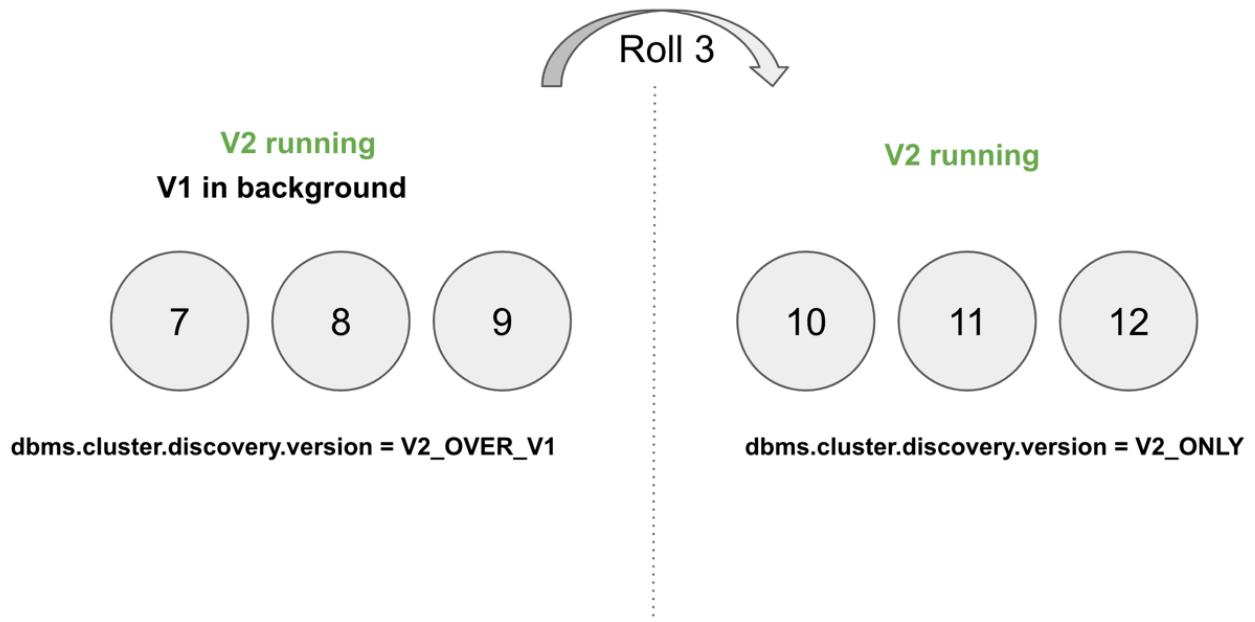 Roll 3
V2 running
V1 in background
7 8 9
dbms.cluster.discovery.version = V2_OVER_V1
V2 running
10 11 12
dbms.cluster.discovery.version = V2_ONLY